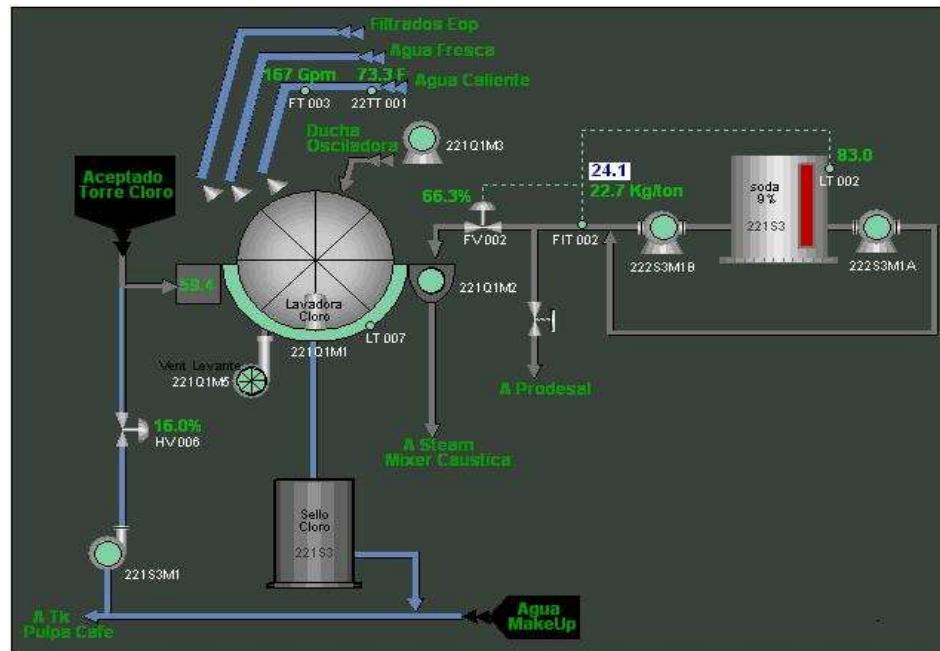 Filtrados Eop
Agua Fresca
167 Gpm
73.3 F
Agua Caliente
FT 003
22TT 001
Ducha
Osciladora
221Q1M3
Aceptado
Torre Cloro
66.3%
24.1
22.7 Kg/ton
83.0
LT 002
soda
9%
221S3
FV 002
FIT 002
222S3M1B
222S3M1A
59.4
221Q1M2
Lavadora
Cloro
LT 007
221Q1M1
Vent Levante
221Q1M5
A Prodesal
16.0%
HV 006
A Steam
Mixer Caustica
Sello
Cloro
221S3
221S3M1
A Tk
Pulpa Cafe
Agua
MakeUp